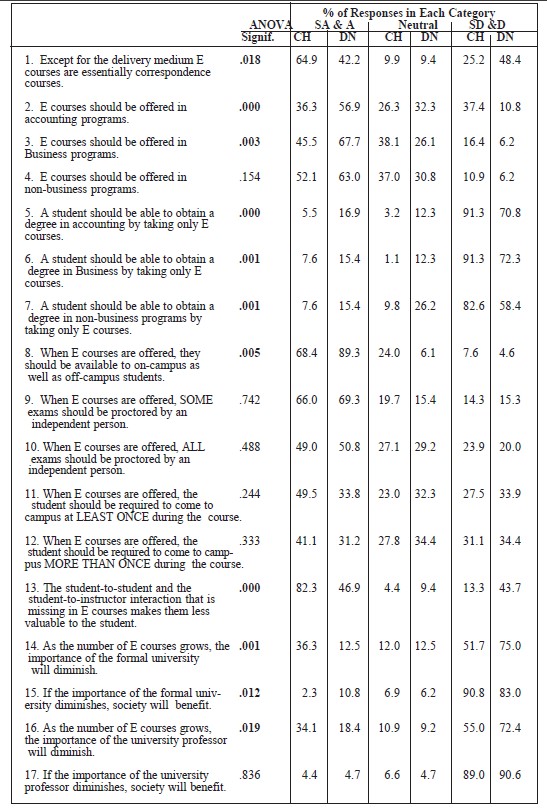 % of Responses in Each Category
ANOVA SA & A Neutral SD &D
Signif. CH DN CH DN CH DN
1. Except for the delivery medium E .018 64.9 42.2 9.9 9.4 25.2 48.4
courses are essentially correspondence
courses.
2. E courses should be offered in .000 36.3 56.9 26.3 32.3 37.4 10.8
accounting programs.
3. E courses should be offered in .003 45.5 67.7 38.1 26.1 16.4 6.2
Business programs.
4. E courses should be offered in .154 52.1 63.0 37.0 30.8 10.9 6.2
non-business programs.
5. A student should be able to obtain a .000 5.5 16.9 3.2 12.3 91.3 70.8
degree in accounting by taking only E
courses.
6. A student should be able to obtain a .001 7.6 15.4 1.1 12.3 91.3 72.3
degree in Business by taking only E
courses.
7. A student should be able to obtain a .001 7.6 15.4 9.8 26.2 82.6 58.4
degree in non-business programs by
taking only E courses.
8. When E courses are offered, they .005 68.4 89.3 24.0 6.1 7.6 4.6
should be available to on-campus as
well as off-campus students.
9. When E courses are offered, SOME .742 66.0 69.3 19.7 15.4 14.3 15.3
exams should be proctored by an
independent person.
10. When E courses are offered, ALL .488 49.0 50.8 27.1 29.2 23.9 20.0
exams should be proctored by an
independent person.
11. When E courses are offered, the .244 49.5 33.8 23.0 32.3 27.5 33.9
student should be required to come to
campus at LEAST ONCE during the course.
12. When E courses are offered, the .333 41.1 31.2 27.8 34.4 31.1 34.4
student should be required to come to camp-
pus MORE THAN ONCE during the course.
13. The student-to-student and the .000 82.3 46.9 4.4 9.4 13.3 43.7
student-to-instructor interaction that is
missing in E courses makes them less
valuable to the student.
14. As the number of E courses grows, the .001 36.3 12.5 12.0 12.5 51.7 75.0
importance of the formal university
will diminish.
15. If the importance of the formal univ- .012 2.3 10.8 6.9 6.2 90.8 83.0
ersity diminishes, society will benefit.
16. As the number of E courses grows, .019 34.1 18.4 10.9 9.2 55.0 72.4
the importance of the university professor
will diminish.
17. If the importance of the university .836 4.4 4.7 6.6 4.7 89.0 90.6
professor diminishes, society will benefit.